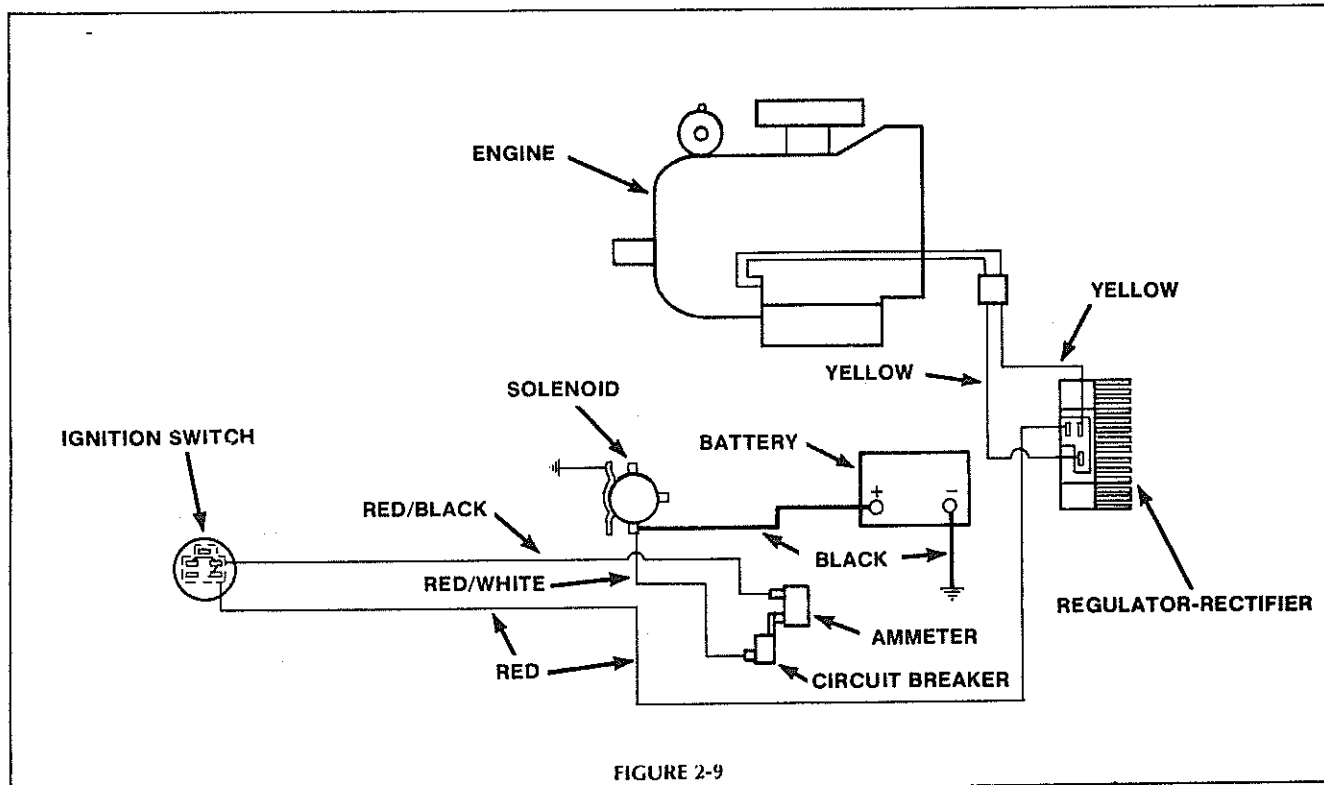 ENGINE
YELLOW
YELLOW
SOLENOID
IGNITION SWITCH
BATTERY
+
-
RED/BLACK
BLACK
RED/WHITE
REGULATOR-RECTIFIER
AMMETER
RED
CIRCUIT BREAKER
FIGURE 2-9